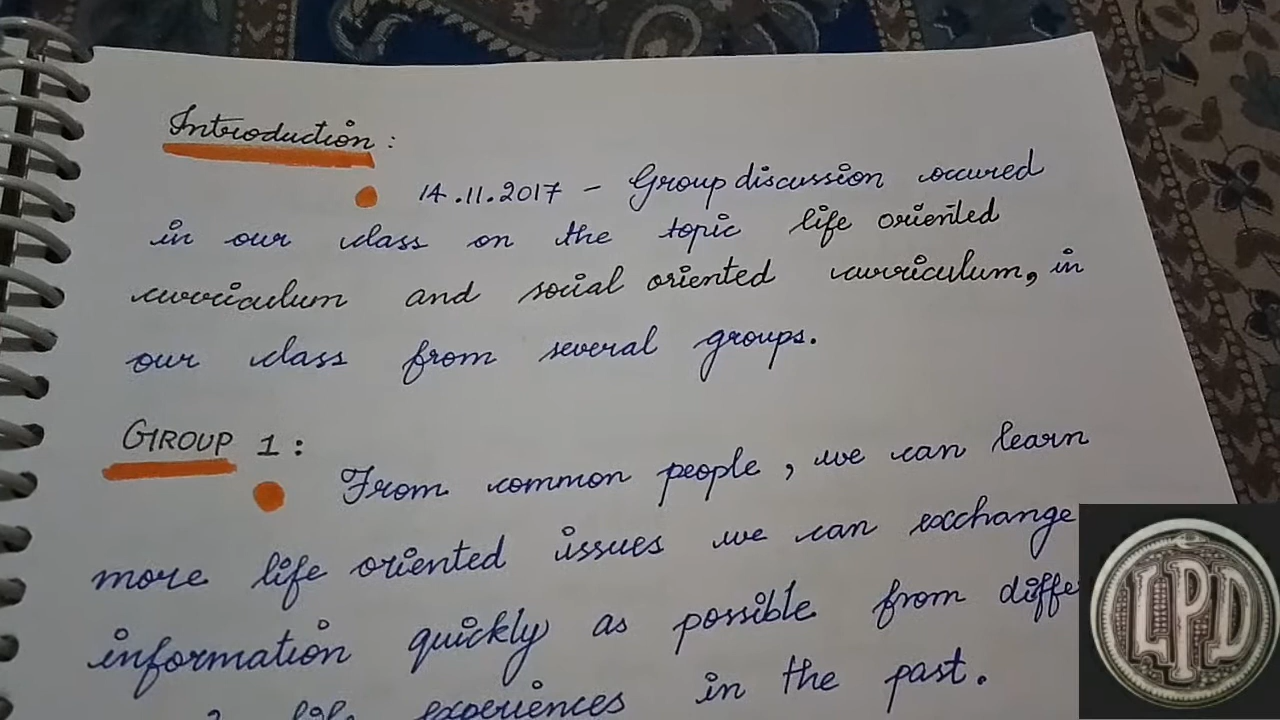 Introduction :
14.11.2017 - Group discussion occured
in our class on the topic life oriented
curriculum and social oriented curriculum, in
our class from several groups.
GROUP 1 :
From common people, we can learn
more life oriented issues we can exchange
information quickly as possible from diffe
life experiences in the past.
LPD